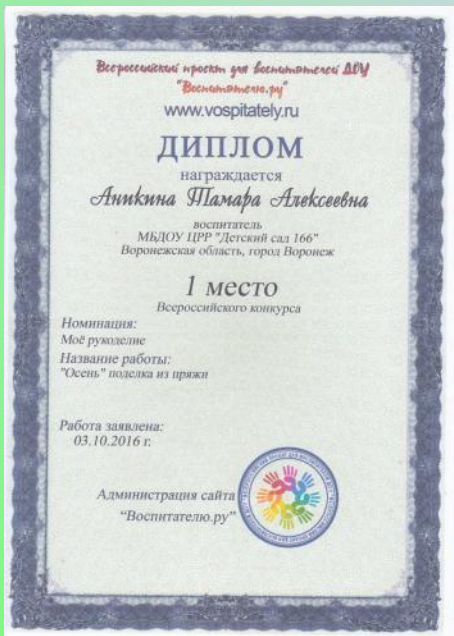 Всероссийский проект для воспитателей ДОУ
"Воспитателю.ру"
www.vospitately.ru
ДИПЛОМ
награждается
Аникина Тамара Алексеевна
воспитатель
МБДОУ ЦРР "Детский сад 166"
Воронежская область, город Воронеж
1 место
Всероссийского конкурса
Номинация:
Моё рукоделие
Название работы:
"Осень" поделка из пряжи
Работа заявлена:
03.10.2016 г.
Администрация сайта
"Воспитателю.ру"